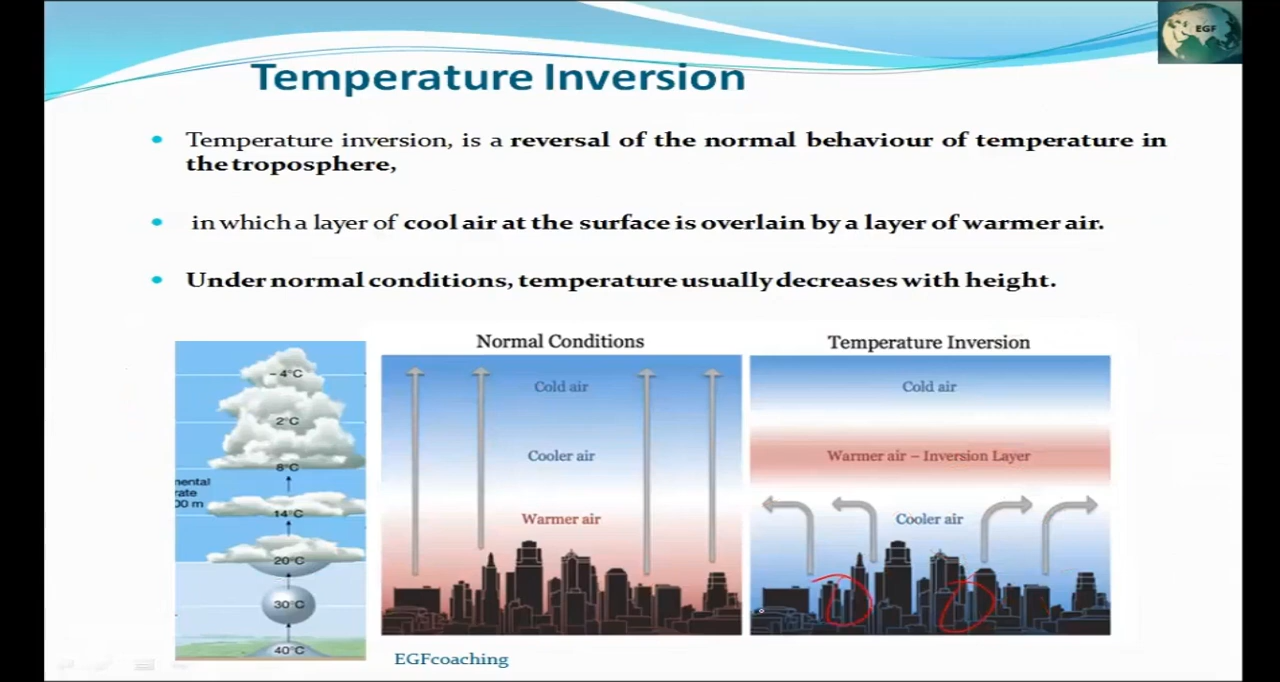 EGF
Temperature Inversion
• Temperature inversion, is a reversal of the normal behaviour of temperature in
the troposphere,
• in which a layer of cool air at the surface is overlain by a layer of warmer air.
• Under normal conditions, temperature usually decreases with height.
Normal Conditions
Temperature Inversion
- 4°C
2°C
8°C
mental
rate
00 m
14°C
20°C
30°C
40°C
Cold air
Cooler air
Warmer air
Cold air
Warmer air – Inversion Layer
Cooler air
EGFcoaching